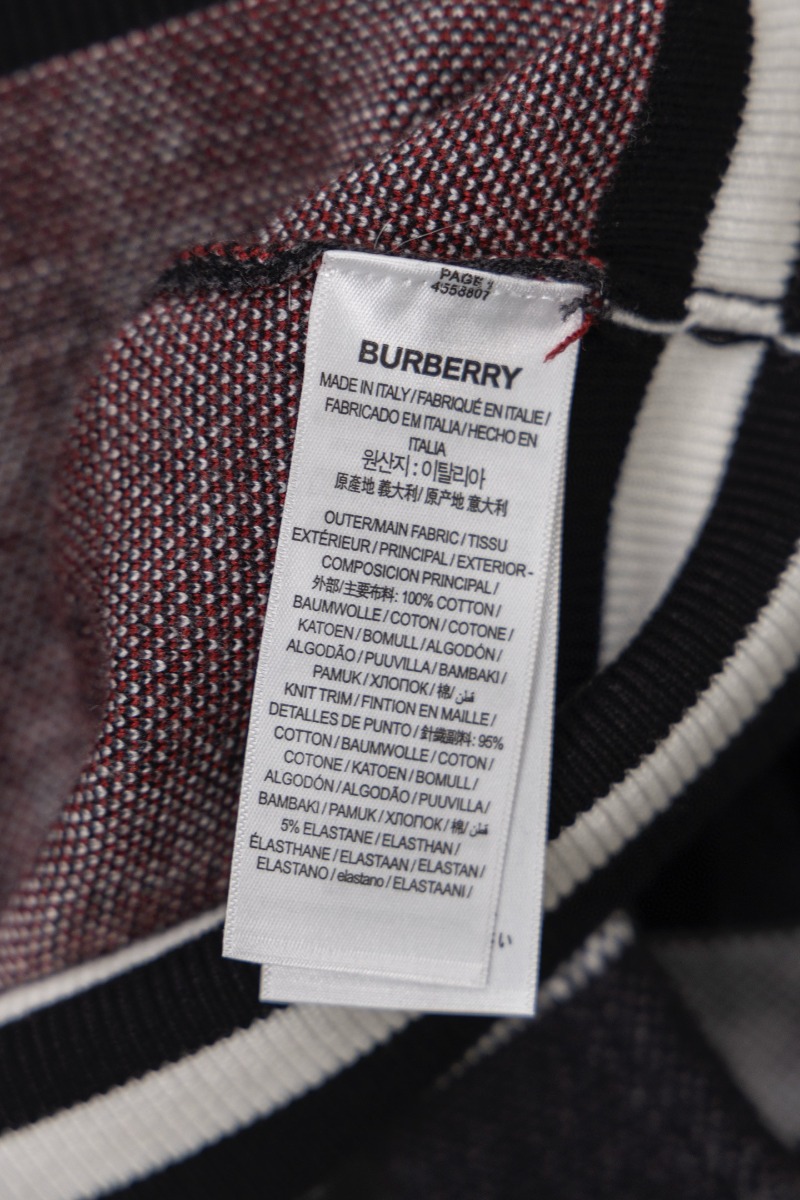 PAGE 1
4558807
BURBERRY
MADE IN ITALY / FABRIQUÉ EN ITALIE /
FABRICADO EM ITALIA / HECHO EN
ITALIA
원산지 : 이탈리아
原產地 義大利 / 原产地 意大利
OUTER/MAIN FABRIC / TISSU
EXTÉRIEUR / PRINCIPAL / EXTERIOR -
COMPOSICION PRINCIPAL /
外部/主要布料: 100% COTTON /
BAUMWOLLE / COTON / COTONE /
KATOEN / BOMULL / ALGODÓN /
ALGODÃO / PUUVILLA / BAMBAKI /
PAMUK / ХЛОПОК / 棉/ قطن
KNIT TRIM / FINTION EN MAILLE /
DETALLES DE PUNTO / 針織副料: 95%
COTTON / BAUMWOLLE / COTON /
COTONE / KATOEN / BOMULL /
ALGODÓN / ALGODÃO / PUUVILLA /
BAMBAKI / PAMUK / ХЛОПОК / 棉/ قطن
5% ELASTANE / ELASTHAN /
ÉLASTHANE / ELASTAAN / ELASTAN /
ELASTANO / elastano / ELASTAANI /
い